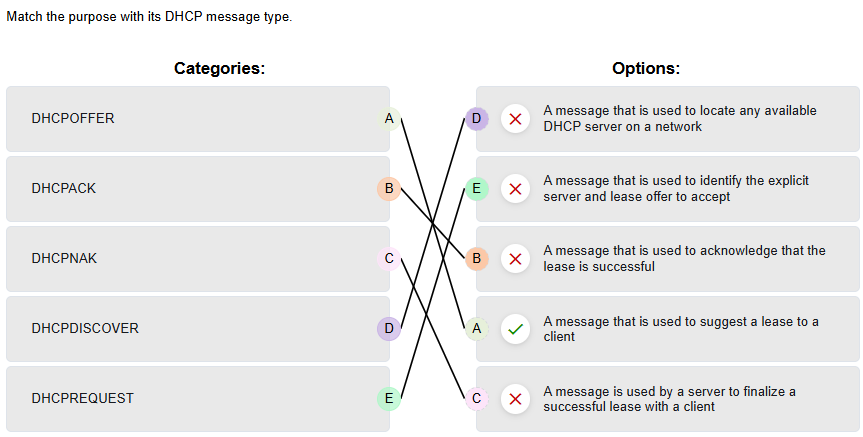 Match the purpose with its DHCP message type.
Categories:
Options:
DHCPOFFER
A
D
A message that is used to locate any available
DHCP server on a network
DHCPACK
B
E
A message that is used to identify the explicit
server and lease offer to accept
DHCPNAK
C
B
A message that is used to acknowledge that the
lease is successful
DHCPDISCOVER
D
A
A message that is used to suggest a lease to a
client
DHCPREQUEST
E
C
A message is used by a server to finalize a
successful lease with a client